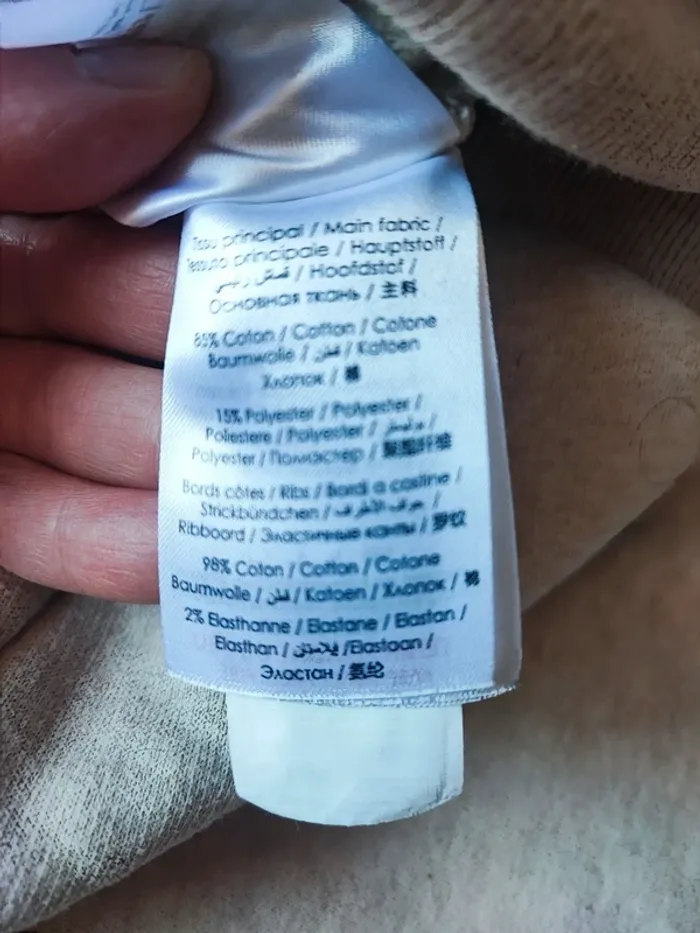 Tissu principal / Main fabric /
Tessuto principale / Hauptstoff /
قماش رئيسي / Hoofdstof /
Основная ткань / 主料
85% Coton / Cotton / Cotone
Baumwolle / قطن / Katoen
Хлопок / 棉
15% Polyester / Polyester /
Poliestere / Polyester / بوليستر /
Polyester / Полиэстер / 聚酯纤维
Bords côtes / Ribs / Bordi a costine /
Strickbündchen / حروف الأطراف /
Ribboord / Эластичные канты / 罗纹
98% Coton / Cotton / Cotone
Baumwolle / قطن / Katoen / Хлопок / 棉
2% Elasthanne / Elastane / Elastan /
Elasthan / إيلاستان /Elastaan /
Эластан / 氨纶